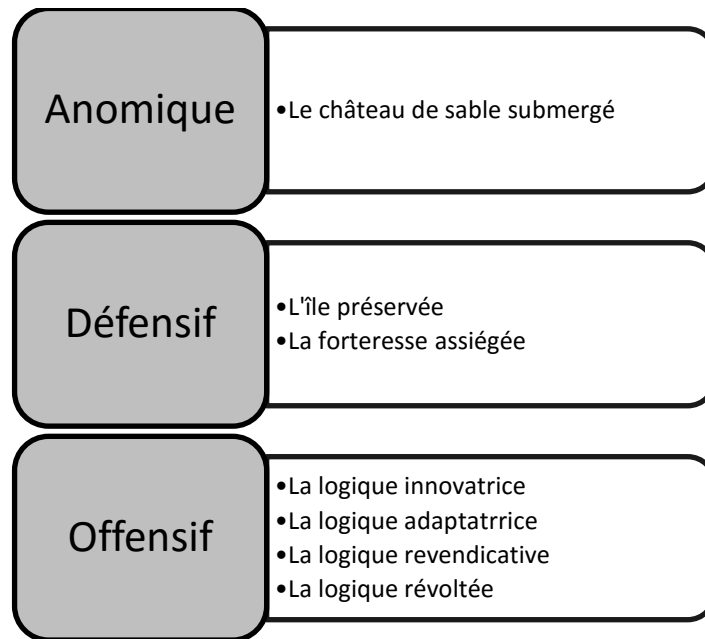 Anomique
•Le château de sable submergé
Défensif
•L'île préservée
•La forteresse assiégée
Offensif
•La logique innovatrice
•La logique adaptatrrice
•La logique revendicative
•La logique révoltée